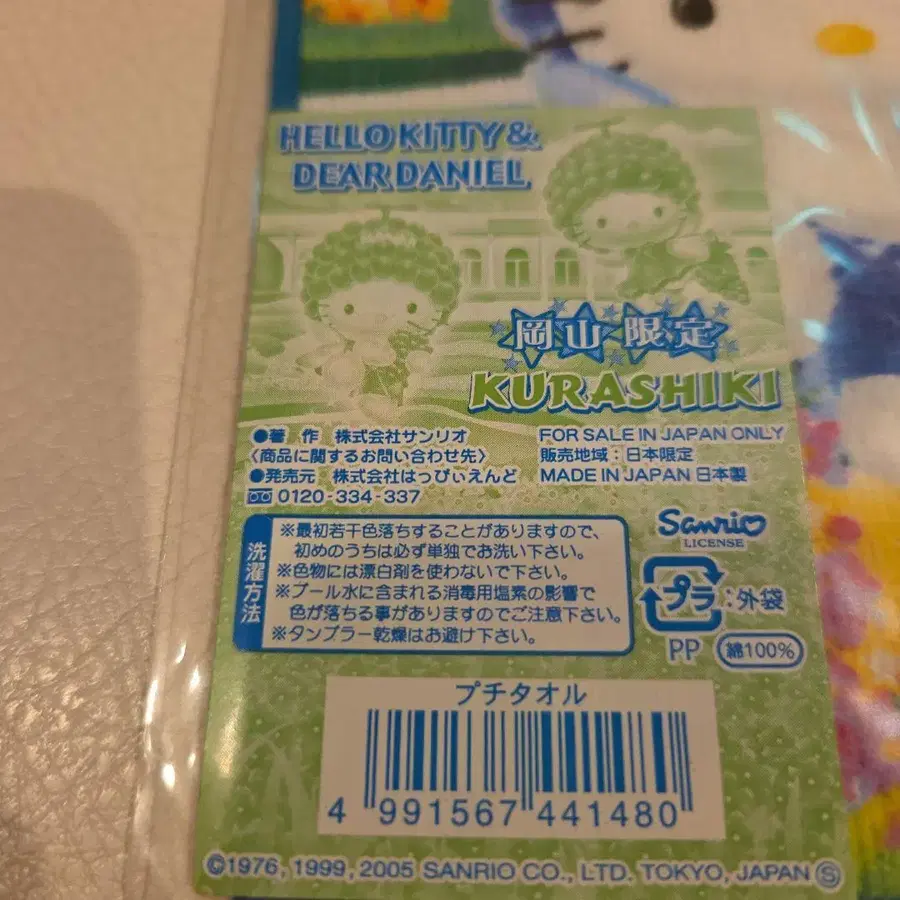 HELLO KITTY &
DEAR DANIEL
岡山限定
KURASHIKI
●著 作 株式会社サンリオ
〈商品に関するお問い合わせ先〉
●発売元 株式会社はっぴぃえんど
0120-334-337
FOR SALE IN JAPAN ONLY
販売地域:日本限定
MADE IN JAPAN 日本製
洗濯方法
※最初若干色落ちすることがありますので、
初めのうちは必ず単独でお洗い下さい。
※色物には漂白剤を使わないで下さい。
※プール水に含まれる消毒用塩素の影響で
色が落ちる事がありますのでご注意下さい。
※タンブラー乾燥はお避け下さい。
Sanrio
LICENSE
プラ:外袋
PP 綿100%
プチタオル
4 991567 441480
©1976, 1999, 2005 SANRIO CO., LTD. TOKYO, JAPAN Ⓢ